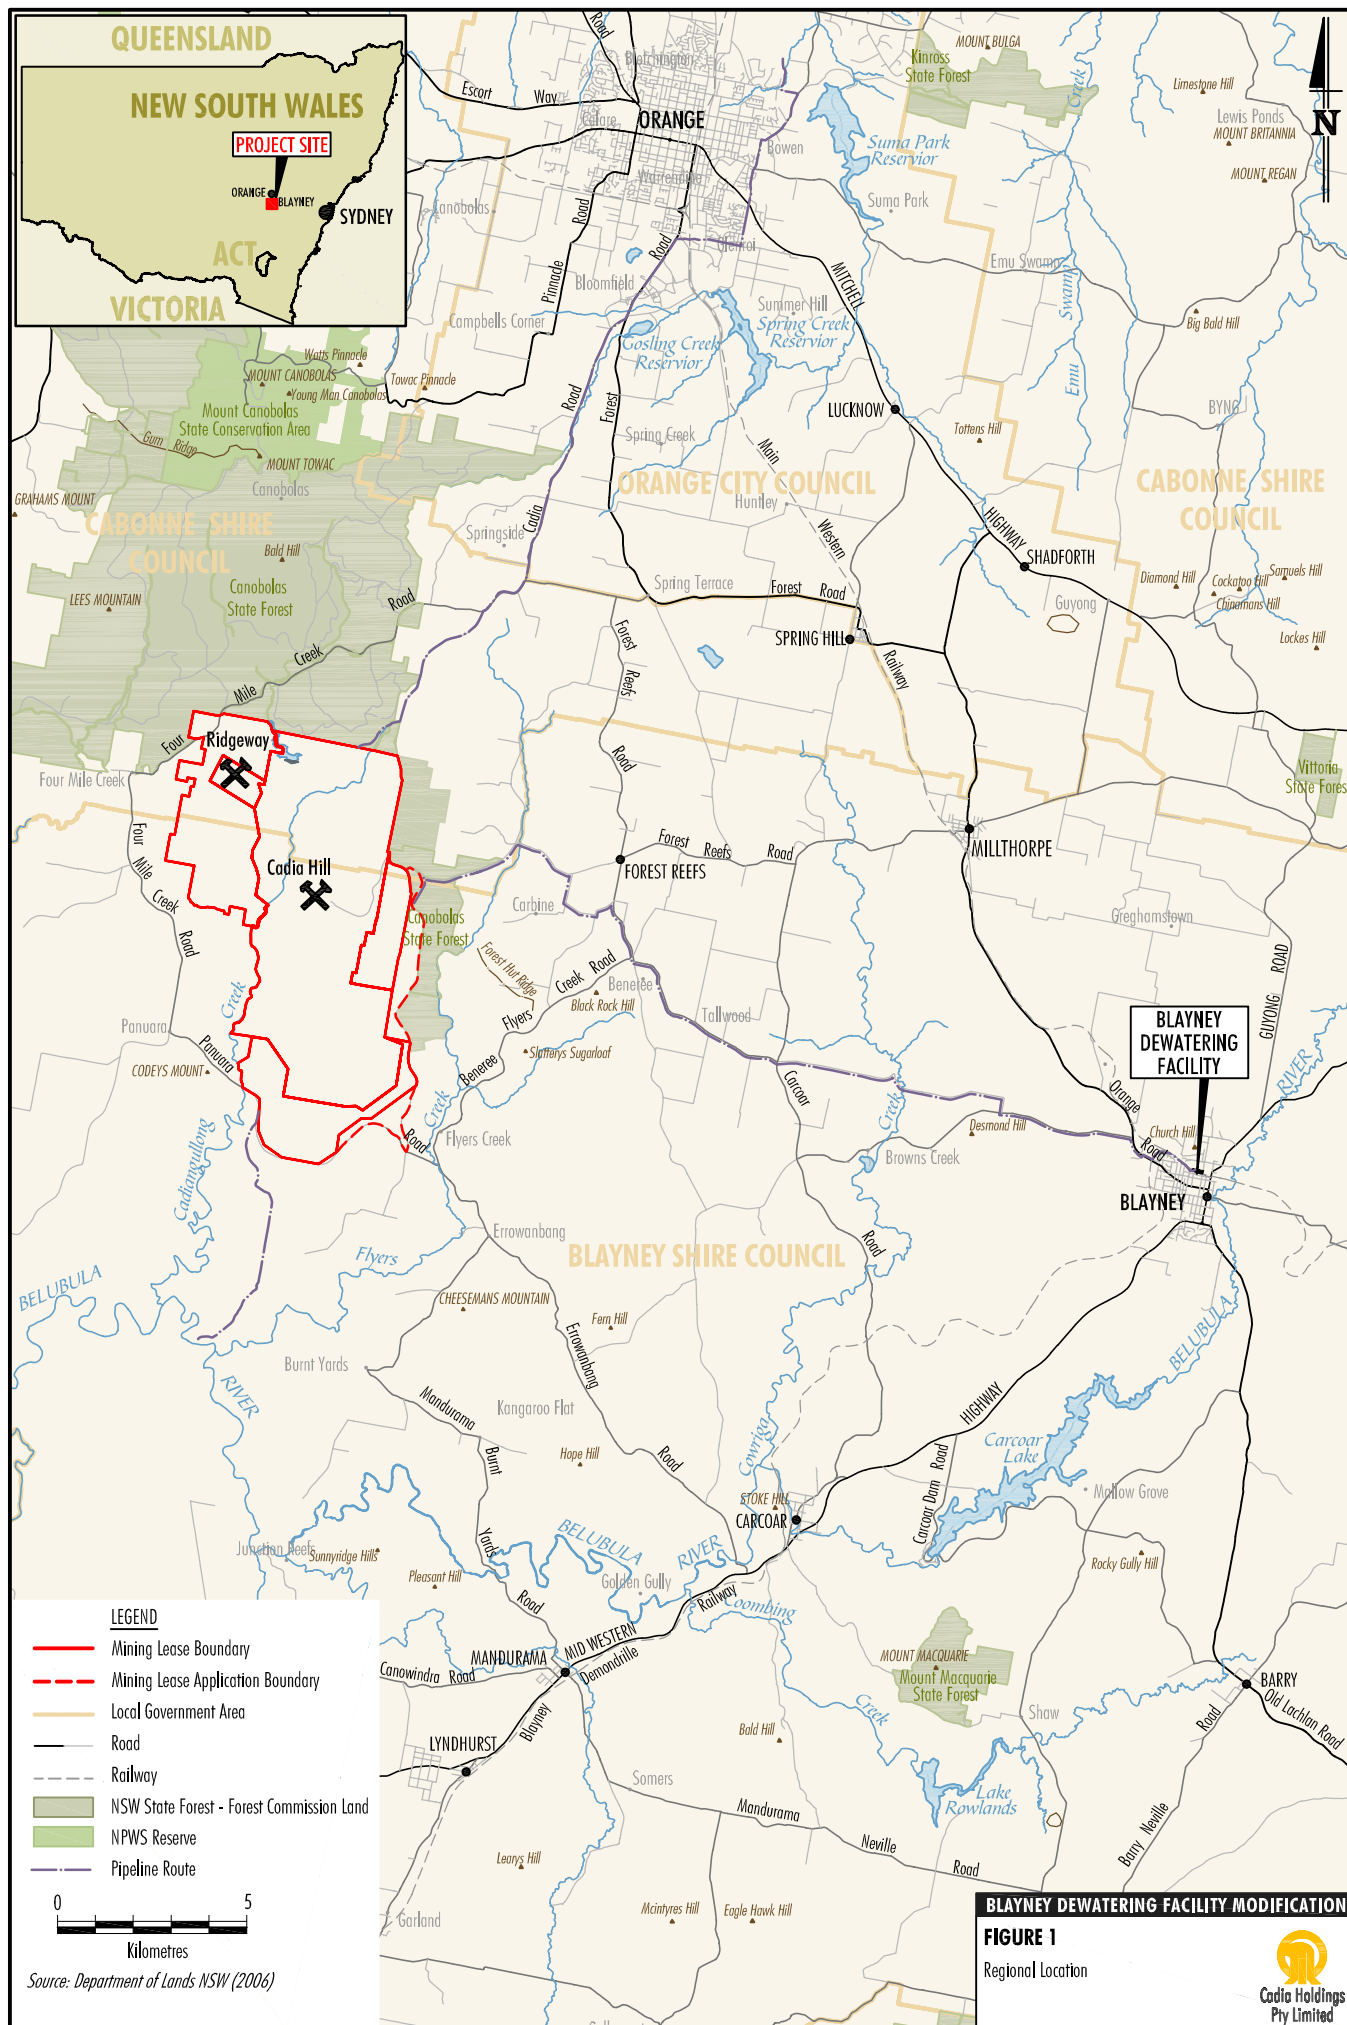 QUEENSLAND
NEW SOUTH WALES
PROJECT SITE
ORANGE
BLAYNEY
SYDNEY
ACT
VICTORIA
Road
Bletchington
Escort Way
Calare
ORANGE
Bowen
Warrendine
Canobolas
Pinnacle Road
Road
Glenroi
Bloomfield
Campbells Corner
Kinross
State Forest
MOUNT BULGA
Creek
Limestone Hill
Lewis Ponds
MOUNT BRITANNIA
MOUNT REGAN
N
Suma Park
Reservior
Suma Park
MITCHELL
Emu Swamp
Emu Swamp
Big Bald Hill
Summer Hill
Spring Creek
Reservior
Gosling Creek
Reservior
Watts Pinnacle
MOUNT CANOBOLAS
Towac Pinnacle
Young Man Canobolas
Mount Canobolas
State Conservation Area
Gum Ridge
MOUNT TOWAC
Canobolas
GRAHAMS MOUNT
Road
Forest
Spring Creek
LUCKNOW
Tottens Hill
BYNG
Main
ORANGE CITY COUNCIL
Huntley
CABONNE SHIRE
COUNCIL
CABONNE SHIRE
COUNCIL
Springside
Cadia
Western
HIGHWAY
SHADFORTH
Bald Hill
Canobolas
State Forest
LEES MOUNTAIN
Road
Spring Terrace
Forest Road
Guyong
Diamond Hill
Cockatoo Hill
Samuels Hill
Chinamans Hill
Lockes Hill
SPRING HILL
Forest
Reefs
Road
Railway
Creek
Mile
Four
Ridgeway
Four Mile Creek
Vittoria
State Fores
Four
Mile
Creek
Road
Cadia Hill
Forest Reefs Road
FOREST REEFS
MILLTHORPE
Carbine
Canobolas
State Forest
Greghamstown
Forest Hut Ridge
Flyers Creek Road
Beneree
Black Rock Hill
Tallwood
GUYONG ROAD
BLAYNEY
DEWATERING
FACILITY
RIVER
Creek
Panuara
Panuara
CODEYS MOUNT
Slatterys Sugarloaf
Beneree
Creek
Road
Flyers Creek
Carcoar
Creek
Desmond Hill
Browns Creek
Orange
Road
Church Hill
BLAYNEY
Cadiangullong
Errowanbang
Flyers
BLAYNEY SHIRE COUNCIL
Road
BELUBULA
CHEESEMANS MOUNTAIN
Fern Hill
Errowanbang
BELUBULA
Burnt Yards
RIVER
Mandurama
Kangaroo Flat
Burnt
Hope Hill
Road
Cowriga
HIGHWAY
Carcoar
Lake
Carcoar Dam Road
Mallow Grove
STOKE HILL
CARCOAR
Yards
BELUBULA
RIVER
Junction Reefs
Sunnyridge Hills
Pleasant Hill
Golden Gully
Rocky Gully Hill
Road
Railway
Coombing
MANDURAMA
MID WESTERN
Demondrille
Canowindra Road
MOUNT MACQUARIE
Mount Macquarie
State Forest
BARRY
Old Lachlan Road
Road
Creek
Shaw
Bald Hill
Blayney
LYNDHURST
Somers
Lake
Rowlands
Mandurama
Neville
Road
Barry Neville
Learys Hill
Mcintyres Hill
Eagle Hawk Hill
Garland
LEGEND
Mining Lease Boundary
Mining Lease Application Boundary
Local Government Area
Road
Railway
NSW State Forest - Forest Commission Land
NPWS Reserve
Pipeline Route
0 5
Kilometres
Source: Department of Lands NSW (2006)
BLAYNEY DEWATERING FACILITY MODIFICATION
FIGURE 1
Regional Location
Cadia Holdings
Pty Limited